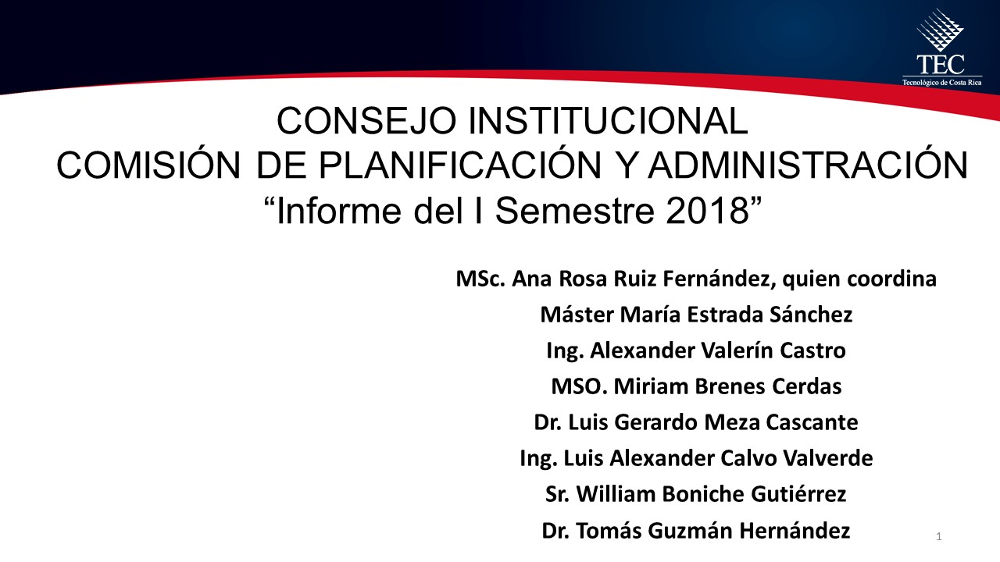 TEC
Tecnológico de Costa Rica
CONSEJO INSTITUCIONAL
COMISIÓN DE PLANIFICACIÓN Y ADMINISTRACIÓN
“Informe del I Semestre 2018”
MSc. Ana Rosa Ruiz Fernández, quien coordina
Máster María Estrada Sánchez
Ing. Alexander Valerín Castro
MSO. Miriam Brenes Cerdas
Dr. Luis Gerardo Meza Cascante
Ing. Luis Alexander Calvo Valverde
Sr. William Boniche Gutiérrez
Dr. Tomás Guzmán Hernández
1